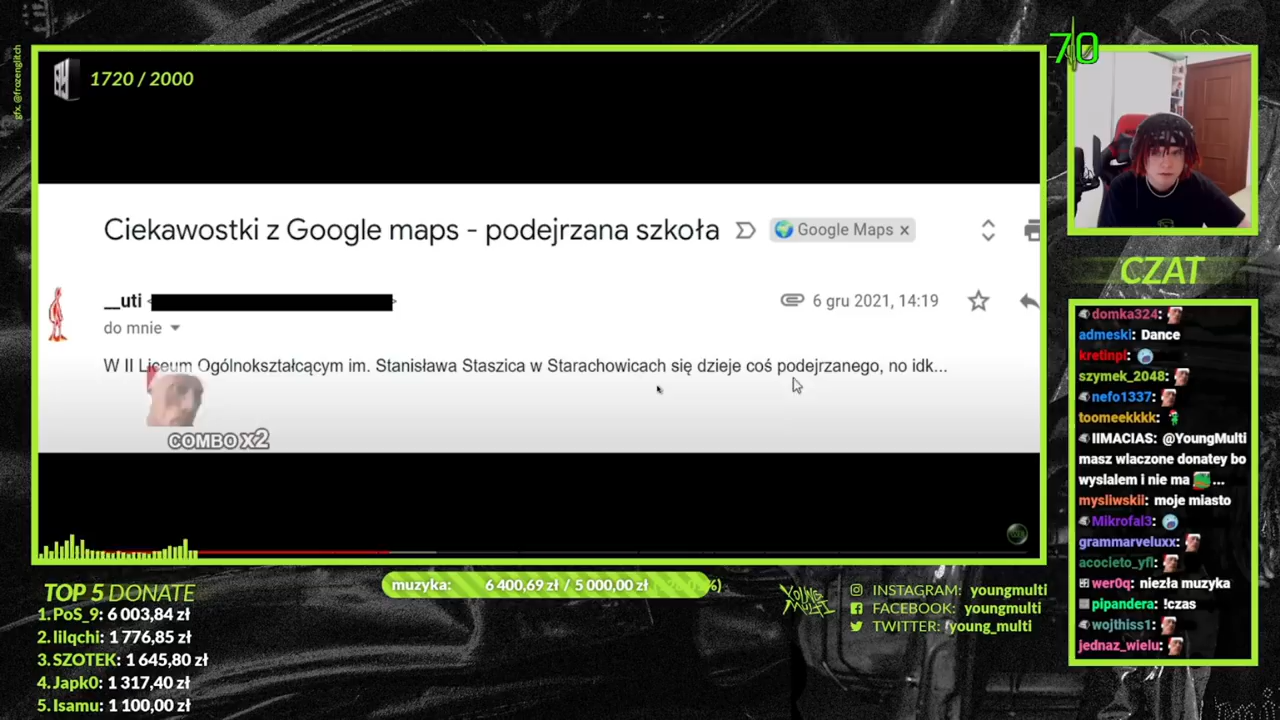 gfx. @frozenglitch
1720 / 2000
70
Ciekawostki z Google maps - podejrzana szkoła
Google Maps ×
__uti
6 gru 2021, 14:19
do mnie
W II Liceum Ogólnokształcącym im. Stanisława Staszica w Starachowicach się dzieje coś podejrzanego, no idk...
COMBO x2
CZAT
domka324:
admeski: Dance
kretinpl:
szymek_2048:
nefo1337:
toomeekkkk:
IIMACIAS: @YoungMulti
masz wlaczone donatey bo
wyslalem i nie ma ...
mysliwskii: moje miasto
Mikrofal3:
grammarveluxx:
acocieto_yfl:
wer0q: niezła muzyka
pipandera: !czas
wojthiss1:
jednaz_wielu:
TOP 5 DONATE
1. PoS_9: 6 003,84 zł
2. lilqchi: 1 776,85 zł
3. SZOTEK: 1 645,80 zł
4. Japk0: 1 317,40 zł
5. Isamu: 1 100,00 zł
muzyka: 6 400,69 zł / 5 000,00 zł
YOUNG
MULTI
INSTAGRAM: youngmulti
FACEBOOK: youngmulti
TWITTER: young_multi